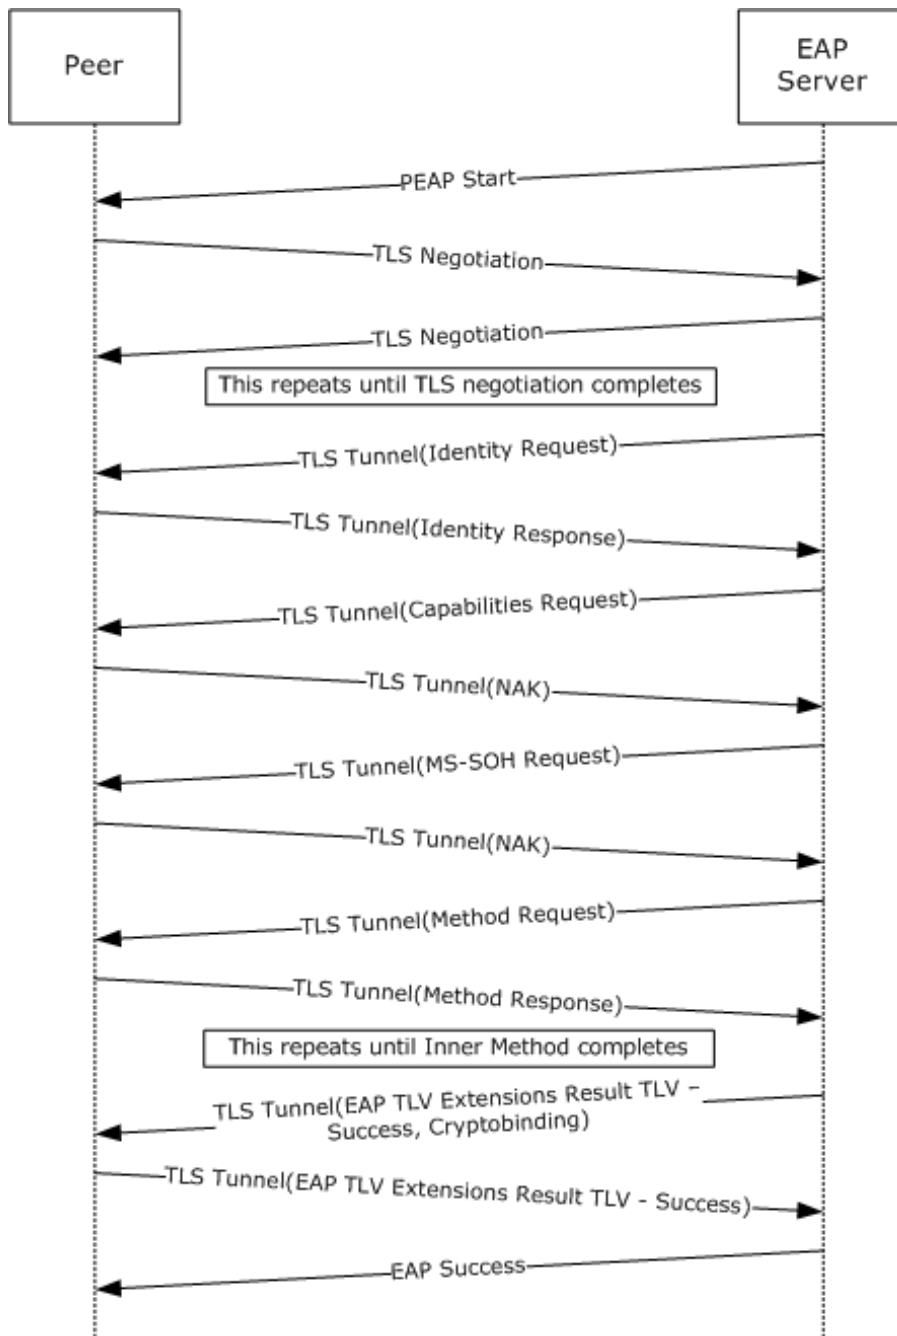 Peer
EAP
Server
PEAP Start
TLS Negotiation
TLS Negotiation
This repeats until TLS negotiation completes
TLS Tunnel(Identity Request)
TLS Tunnel(Identity Response)
TLS Tunnel(Capabilities Request)
TLS Tunnel(NAK)
TLS Tunnel(MS-SOH Request)
TLS Tunnel(NAK)
TLS Tunnel(Method Request)
TLS Tunnel(Method Response)
This repeats until Inner Method completes
TLS Tunnel(EAP TLV Extensions Result TLV –
Success, Cryptobinding)
TLS Tunnel(EAP TLV Extensions Result TLV - Success)
EAP Success